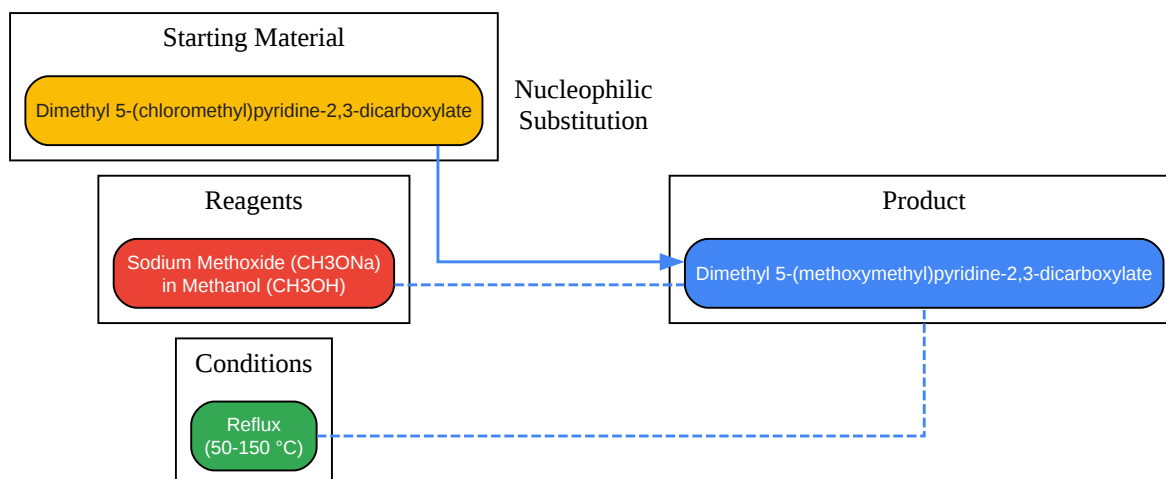 Starting Material
Dimethyl 5-(chloromethyl)pyridine-2,3-dicarboxylate
Nucleophilic
Substitution
Reagents
Sodium Methoxide (CH3ONa)
in Methanol (CH3OH)
Product
Dimethyl 5-(methoxymethyl)pyridine-2,3-dicarboxylate
Conditions
Reflux
(50-150 °C)